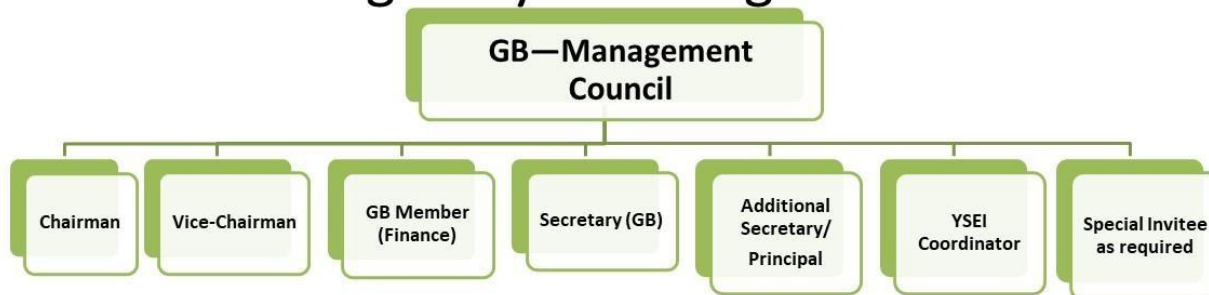 GB—Management
Council
Chairman
Vice-Chairman
GB Member
(Finance)
Secretary (GB)
Additional
Secretary/
Principal
YSEI
Coordinator
Special Invitee
as required